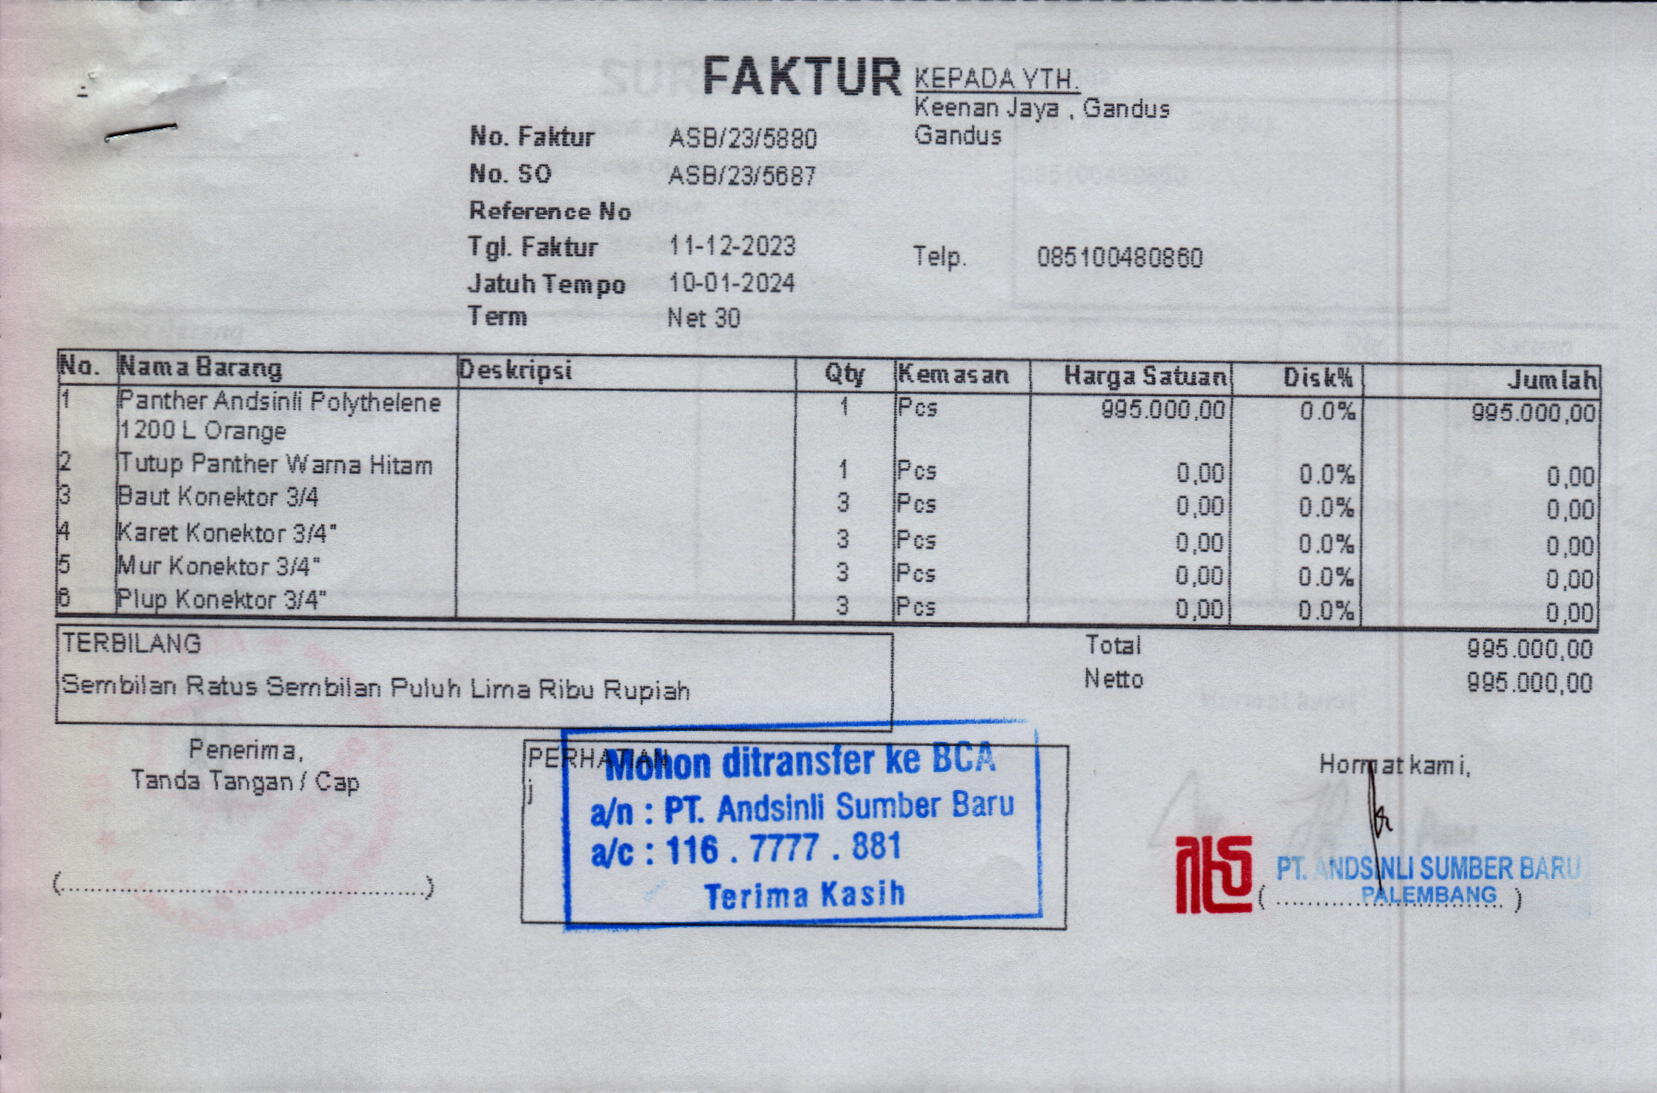 FAKTUR
KEPADA YTH.
Keenan Jaya , Gandus
Gandus
No. Faktur ASB/23/5880
No. SO ASB/23/5687
Reference No
Tgl. Faktur 11-12-2023
Telp. 085100480860
Jatuh Tempo 10-01-2024
Term Net 30
No. Nama Barang Deskripsi Qty Kemasan Harga Satuan Disk% Jumlah
1 Panther Andsinli Polythelene 1 Pcs 995.000,00 0.0% 995.000,00
1200 L Orange
2 Tutup Panther Warna Hitam 1 Pcs 0,00 0.0% 0,00
3 Baut Konektor 3/4 3 Pcs 0,00 0.0% 0,00
4 Karet Konektor 3/4" 3 Pcs 0,00 0.0% 0,00
5 Mur Konektor 3/4" 3 Pcs 0,00 0.0% 0,00
6 Plup Konektor 3/4" 3 Pcs 0,00 0.0% 0,00
TERBILANG
Sembilan Ratus Sembilan Puluh Lima Ribu Rupiah
Total 995.000,00
Netto 995.000,00
Penerima,
Tanda Tangan / Cap
(................................................)
PERHATIAN
j
Mohon ditransfer ke BCA
a/n : PT. Andsinli Sumber Baru
a/c : 116 . 7777 . 881
Terima Kasih
Hormat kami,
PT. ANDSINLI SUMBER BARU
PALEMBANG
(..............................)